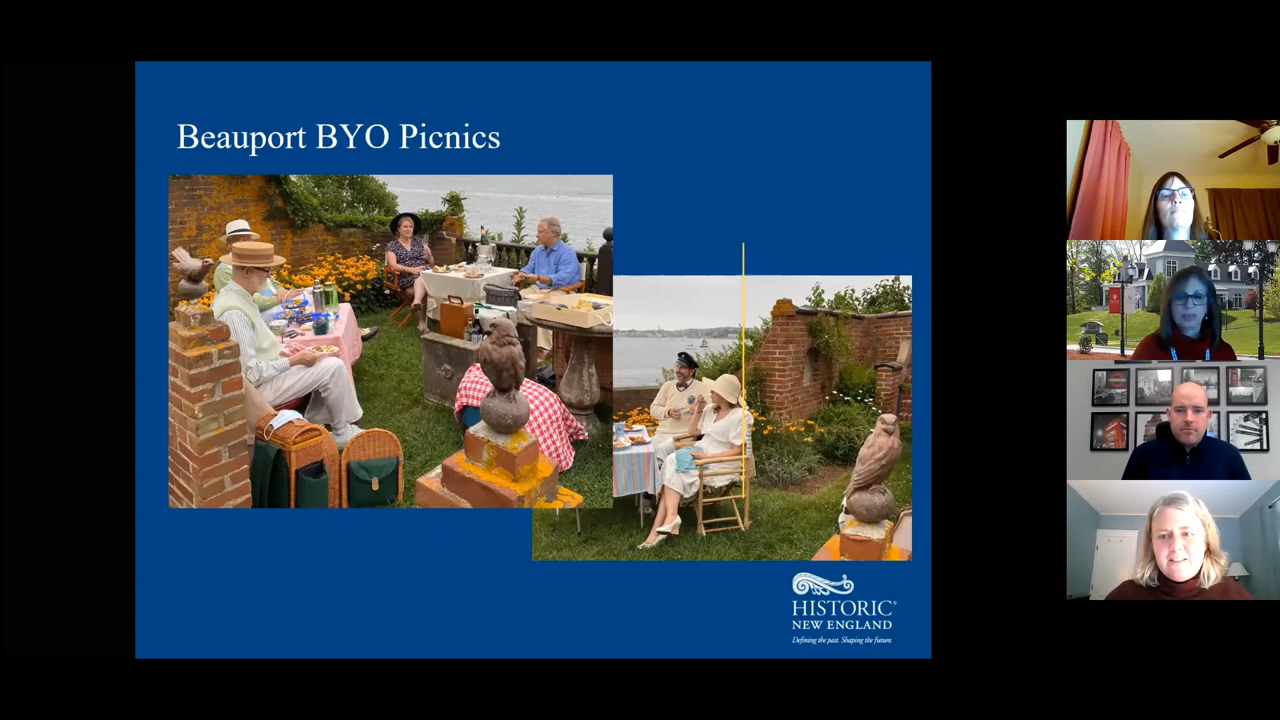 Beauport BYO Picnics
HISTORIC®
NEW ENGLAND
Defining the past. Shaping the future.